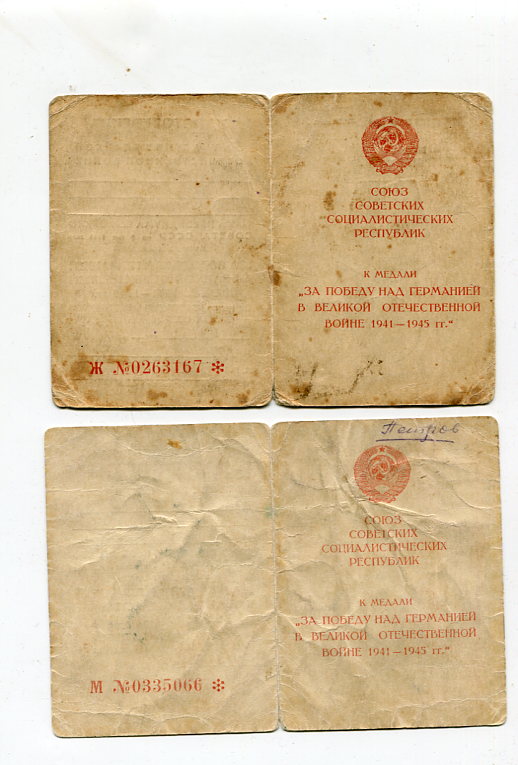 СОЮЗ
СОВЕТСКИХ
СОЦИАЛИСТИЧЕСКИХ
РЕСПУБЛИК
К МЕДАЛИ
„ЗА ПОБЕДУ НАД ГЕРМАНИЕЙ
В ВЕЛИКОЙ ОТЕЧЕСТВЕННОЙ
ВОЙНЕ 1941—1945 гг.“
Ж №0263167 *
Петров
СОЮЗ
СОВЕТСКИХ
СОЦИАЛИСТИЧЕСКИХ
РЕСПУБЛИК
К МЕДАЛИ
„ЗА ПОБЕДУ НАД ГЕРМАНИЕЙ
В ВЕЛИКОЙ ОТЕЧЕСТВЕННОЙ
ВОЙНЕ 1941—1945 гг.“
М №0335066 *